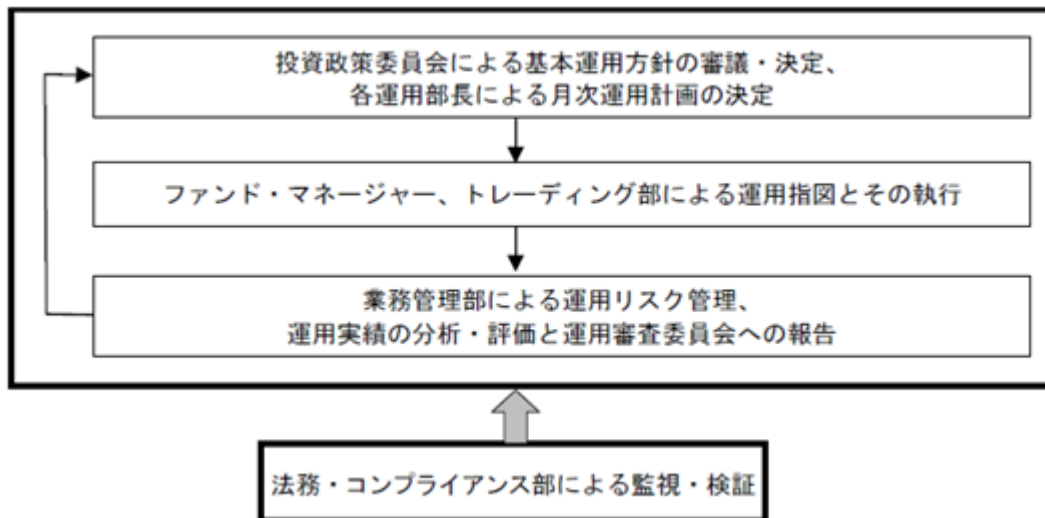 投資政策委員会による基本運用方針の審議・決定、
各運用部長による月次運用計画の決定
ファンド・マネージャー、トレーディング部による運用指図とその執行
業務管理部による運用リスク管理、
運用実績の分析・評価と運用審査委員会への報告
法務・コンプライアンス部による監視・検証